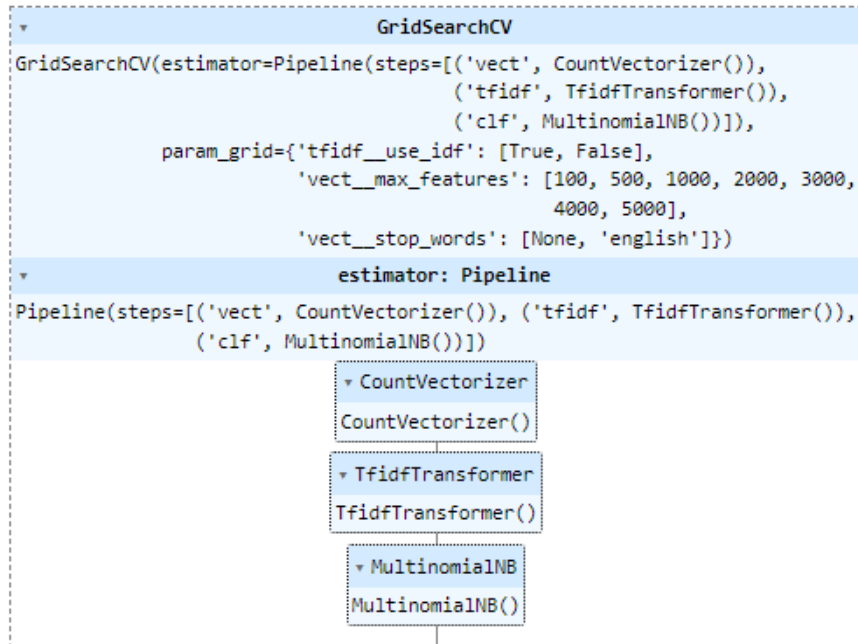 GridSearchCV
GridSearchCV(estimator=Pipeline(steps=[('vect', CountVectorizer()),
('tfidf', TfidfTransformer()),
('clf', MultinomialNB())]),
param_grid={'tfidf__use_idf': [True, False],
'vect__max_features': [100, 500, 1000, 2000, 3000,
4000, 5000],
'vect__stop_words': [None, 'english']})
estimator: Pipeline
Pipeline(steps=[('vect', CountVectorizer()), ('tfidf', TfidfTransformer()),
('clf', MultinomialNB())])
CountVectorizer
CountVectorizer()
TfidfTransformer
TfidfTransformer()
MultinomialNB
MultinomialNB()